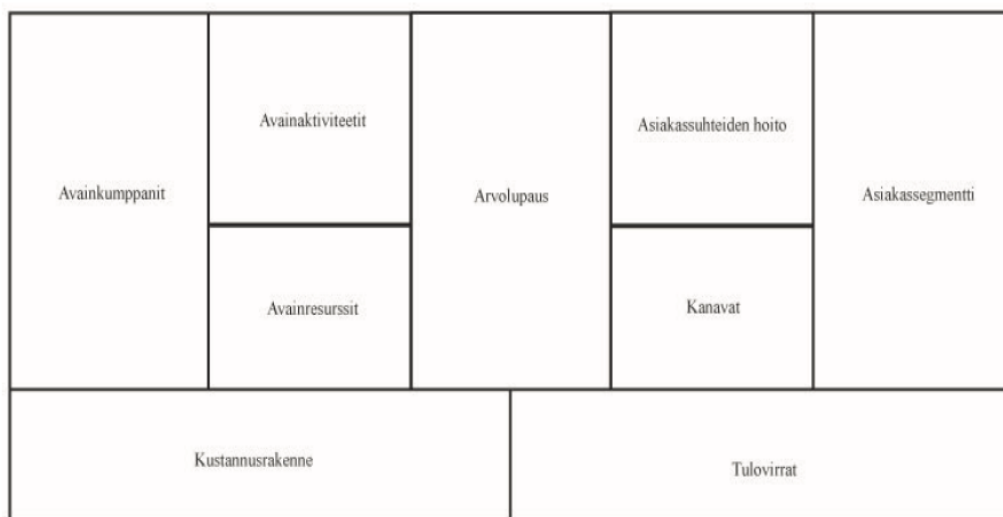 Avainkumppanit
Avainaktiviteetit
Avainresurssit
Arvolupaus
Asiakassuhteiden hoito
Kanavat
Asiakassegmentti
Kustannusrakenne
Tulovirrat